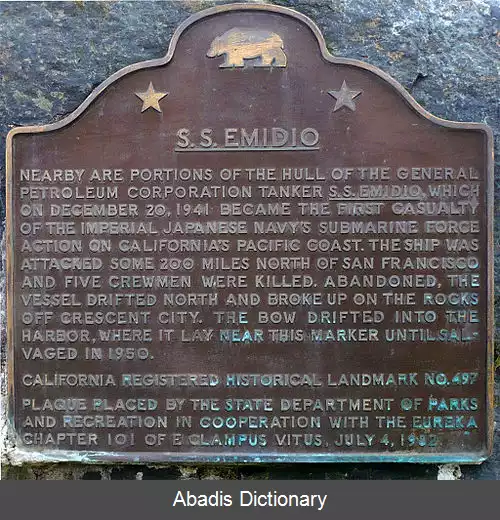 S.S. EMIDIO
NEARBY ARE PORTIONS OF THE HULL OF THE GENERAL
PETROLEUM CORPORATION TANKER S.S. EMIDIO, WHICH
ON DECEMBER 20, 1941 BECAME THE FIRST CASUALTY
OF THE IMPERIAL JAPANESE NAVY'S SUBMARINE FORCE
ACTION ON CALIFORNIA'S PACIFIC COAST. THE SHIP WAS
ATTACKED SOME 200 MILES NORTH OF SAN FRANCISCO
AND FIVE CREWMEN WERE KILLED. ABANDONED, THE
VESSEL DRIFTED NORTH AND BROKE UP ON THE ROCKS
OFF CRESCENT CITY. THE BOW DRIFTED INTO THE
HARBOR, WHERE IT LAY NEAR THIS MARKER UNTIL SAL-
VAGED IN 1950.
CALIFORNIA REGISTERED HISTORICAL LANDMARK NO. 497
PLAQUE PLACED BY THE STATE DEPARTMENT OF PARKS
AND RECREATION IN COOPERATION WITH THE EUREKA
CHAPTER 101 OF E CLAMPUS VITUS, JULY 4, 1982
Abadis Dictionary